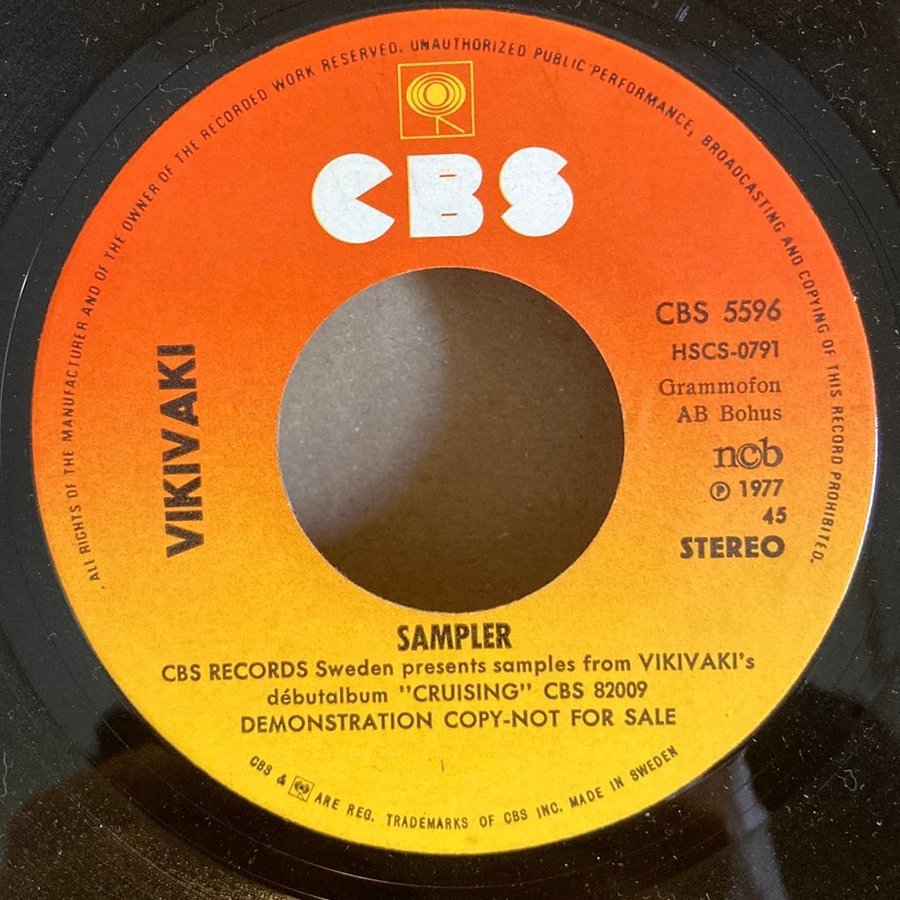 ALL RIGHTS OF THE MANUFACTURER AND OF THE OWNER OF THE RECORDED WORK RESERVED. UNAUTHORIZED PUBLIC PERFORMANCE, BROADCASTING AND COPYING OF THIS RECORD PROHIBITED.
CBS
VIKIVAKI
CBS 5596
HSCS-0791
Grammofon
AB Bohus
ncb
℗ 1977
45
STEREO
SAMPLER
CBS RECORDS Sweden presents samples from VIKIVAKI's
débutalbum "CRUISING" CBS 82009
DEMONSTRATION COPY-NOT FOR SALE
CBS & ARE REG. TRADEMARKS OF CBS INC. MADE IN SWEDEN